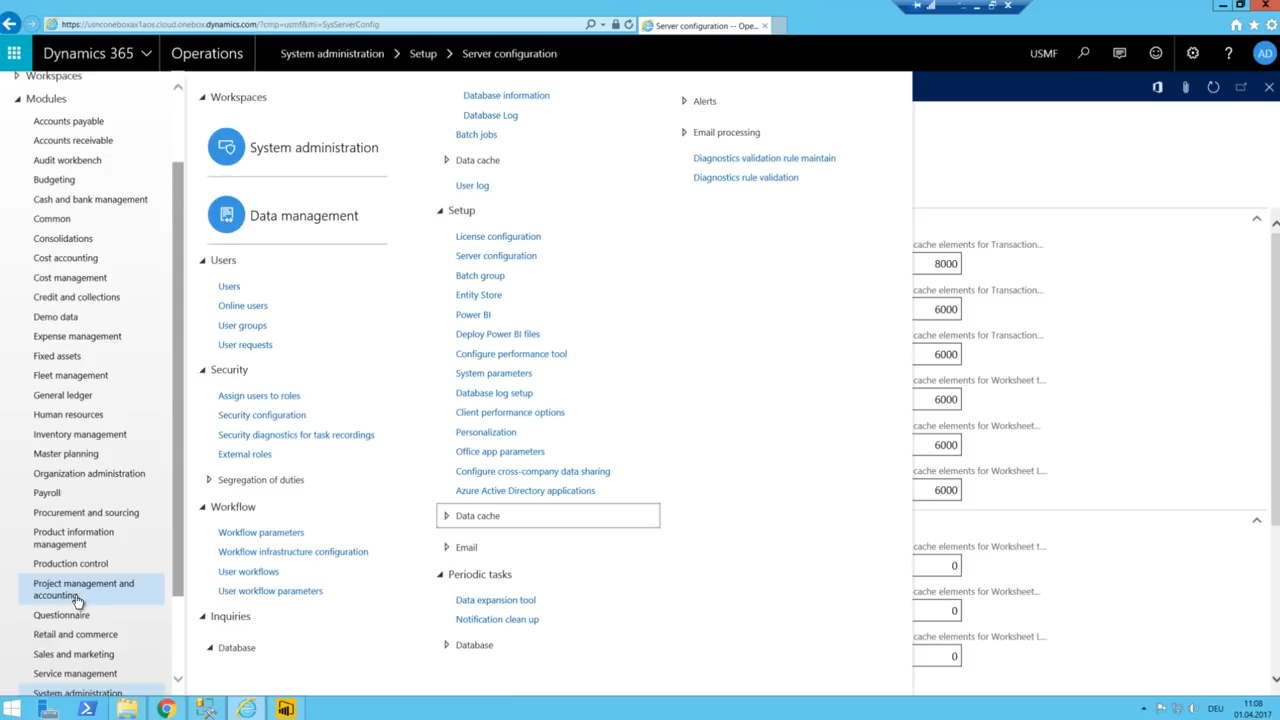 https://usnconeboxax1aos.cloud.onebox.dynamics.com/?cmp=usmf&mi=SysServerConfig
Server configuration -- Ope...
Dynamics 365
Operations
System administration > Setup > Server configuration
USMF
?
AD
Workspaces
Modules
Accounts payable
Accounts receivable
Audit workbench
Budgeting
Cash and bank management
Common
Consolidations
Cost accounting
Cost management
Credit and collections
Demo data
Expense management
Fixed assets
Fleet management
General ledger
Human resources
Inventory management
Master planning
Organization administration
Payroll
Procurement and sourcing
Product information
management
Production control
Project management and
accounting
Questionnaire
Retail and commerce
Sales and marketing
Service management
System administration
Workspaces
System administration
Data management
Users
Users
Online users
User groups
User requests
Security
Assign users to roles
Security configuration
Security diagnostics for task recordings
External roles
Segregation of duties
Workflow
Workflow parameters
Workflow infrastructure configuration
User workflows
User workflow parameters
Inquiries
Database
Database information
Database Log
Batch jobs
Data cache
User log
Setup
License configuration
Server configuration
Batch group
Entity Store
Power BI
Deploy Power BI files
Configure performance tool
System parameters
Database log setup
Client performance options
Personalization
Office app parameters
Configure cross-company data sharing
Azure Active Directory applications
Data cache
Email
Periodic tasks
Data expansion tool
Notification clean up
Database
Alerts
Email processing
Diagnostics validation rule maintain
Diagnostics rule validation
cache elements for Transaction...
8000
cache elements for Transaction...
6000
cache elements for Transaction...
6000
cache elements for Worksheet t...
6000
cache elements for Worksheet...
6000
cache elements for Worksheet L...
6000
cache elements for Worksheet t...
0
cache elements for Worksheet...
0
cache elements for Worksheet L...
0
DEU
11:08
01.04.2017